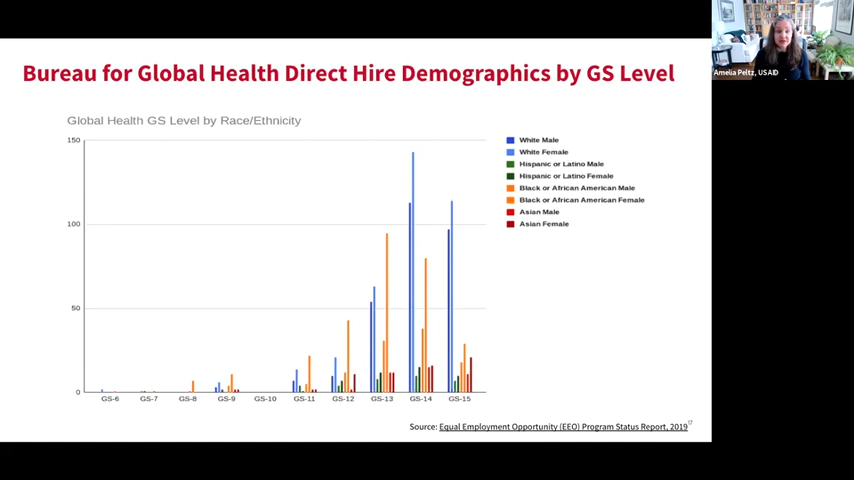 Bureau for Global Health Direct Hire Demographics by GS Level
Amelia Peltz, USAID
Global Health GS Level by Race/Ethnicity
150
100
50
0
GS-6 GS-7 GS-8 GS-9 GS-10 GS-11 GS-12 GS-13 GS-14 GS-15
White Male
White Female
Hispanic or Latino Male
Hispanic or Latino Female
Black or African American Male
Black or African American Female
Asian Male
Asian Female
Source: Equal Employment Opportunity (EEO) Program Status Report, 2019
17